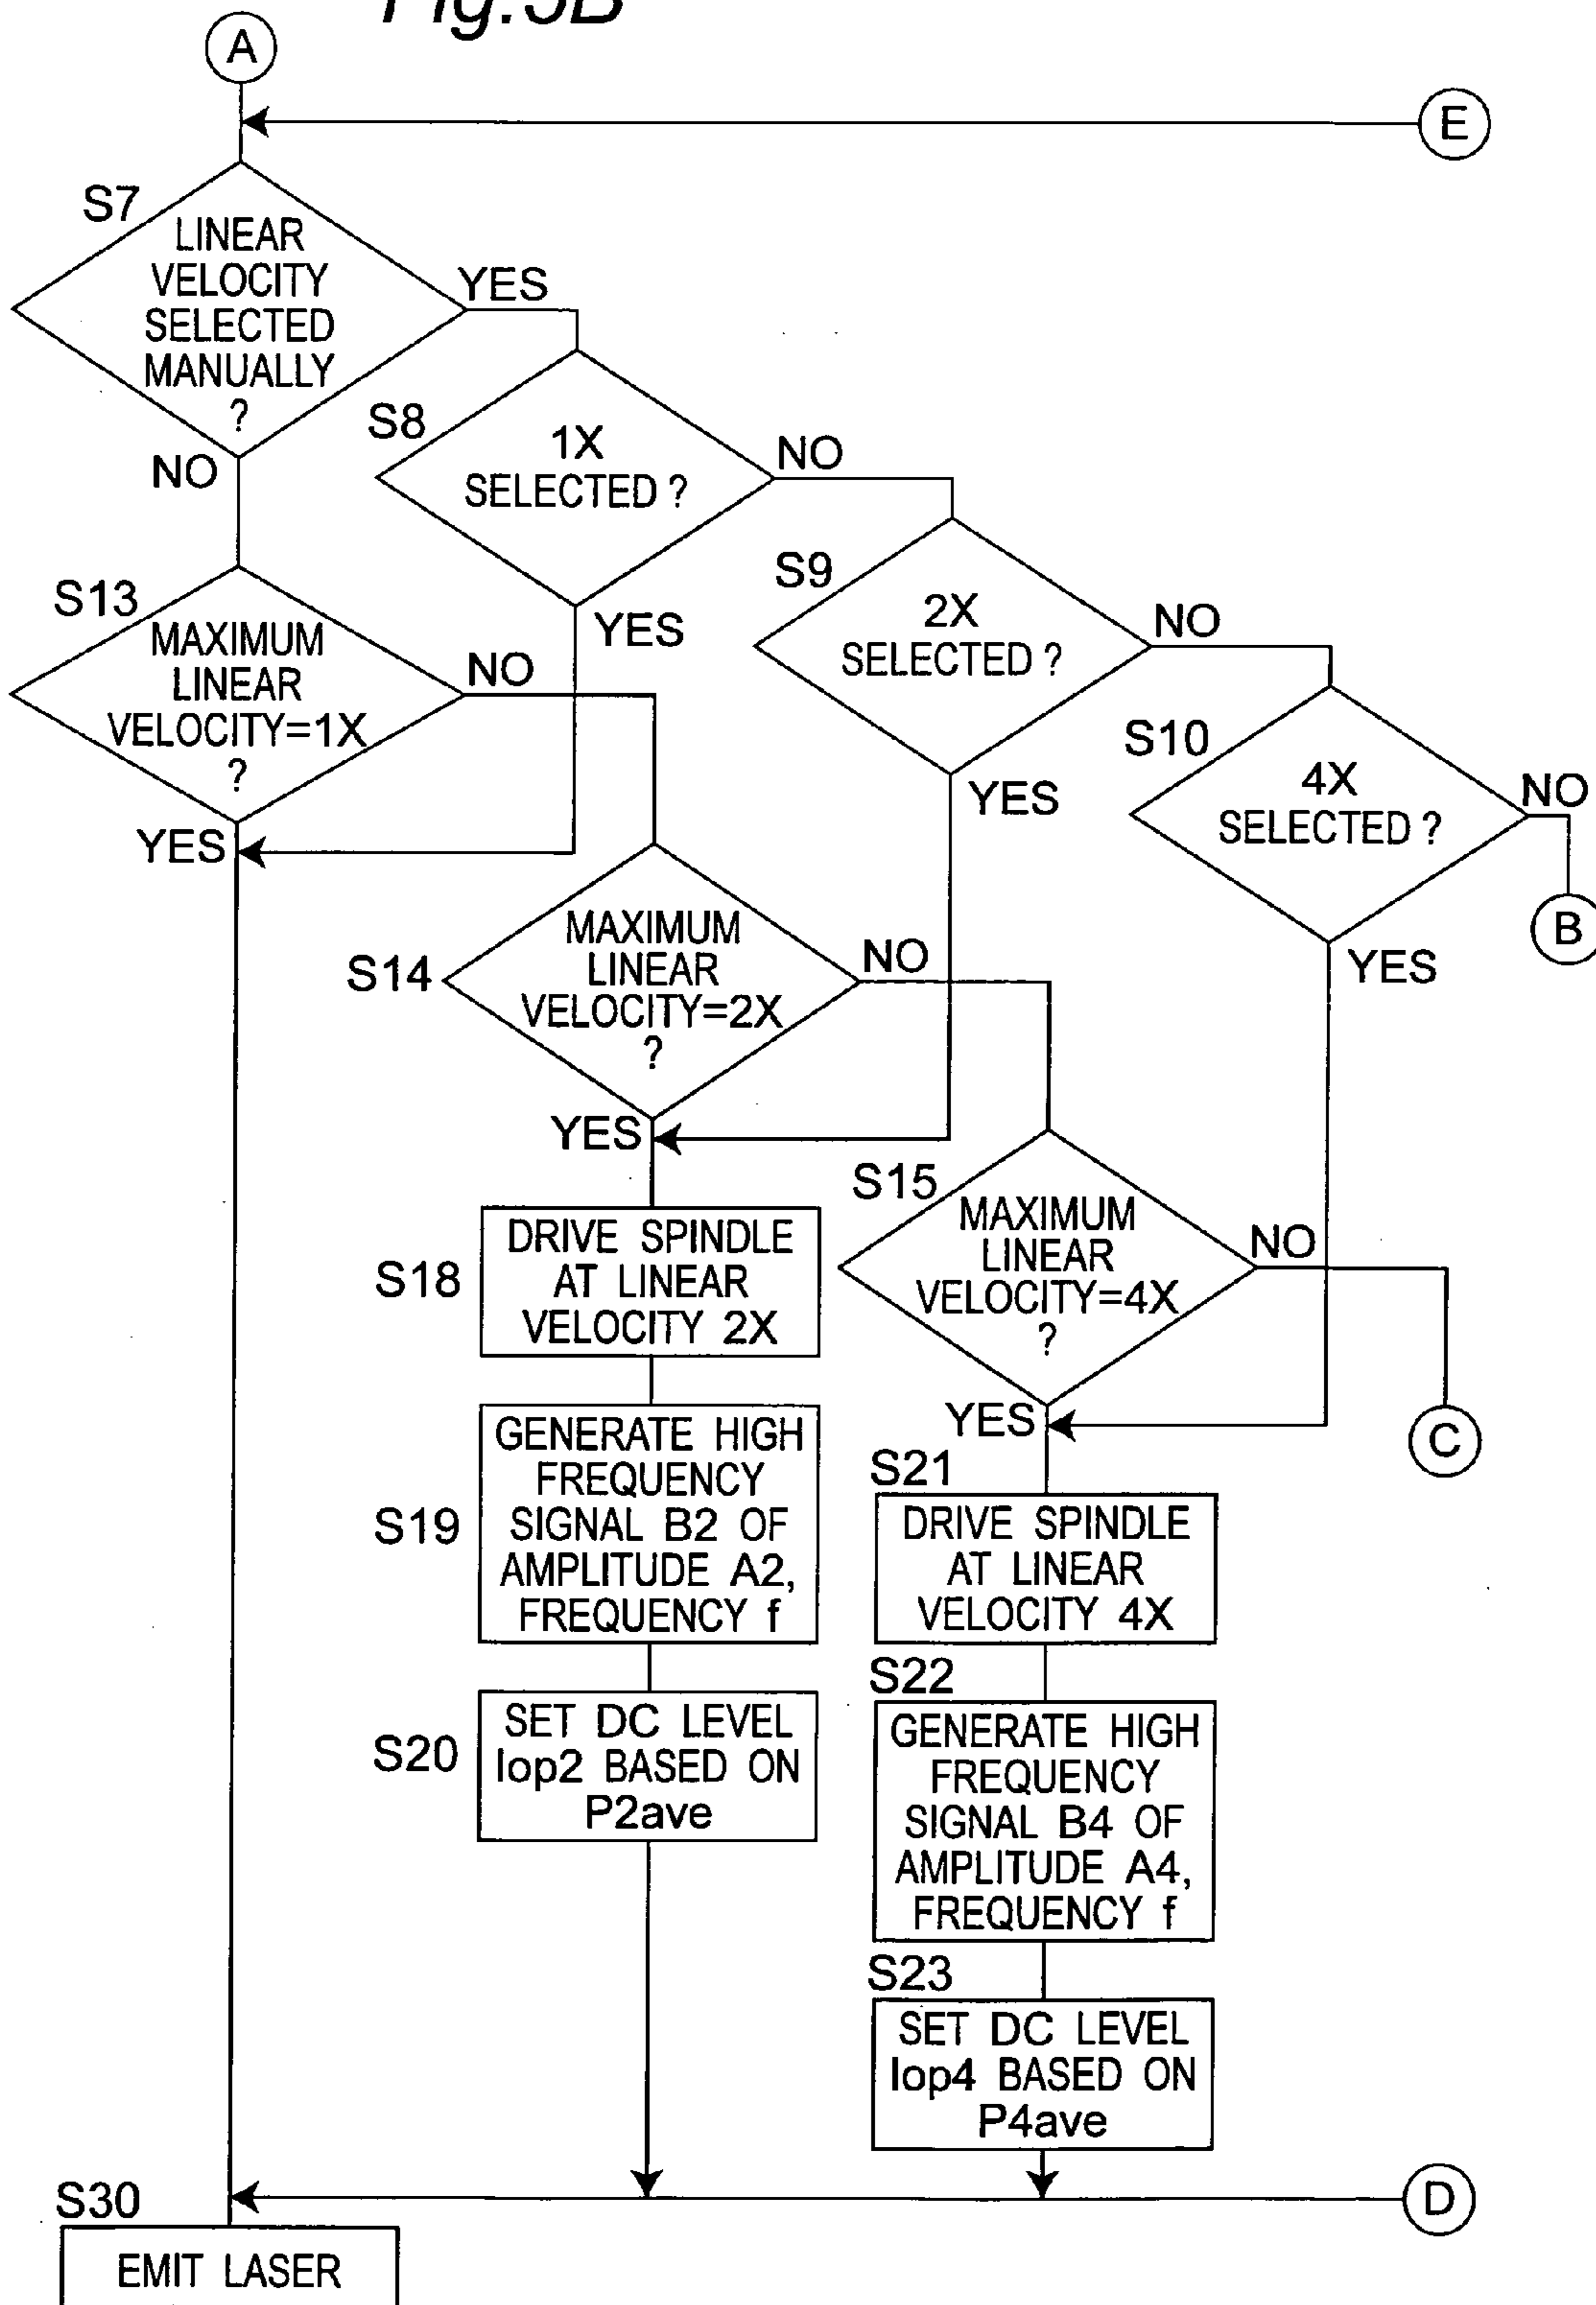 Fig.5B
A
E
S7
LINEAR
VELOCITY
SELECTED
MANUALLY
?
YES
NO
S8
1X
SELECTED ?
NO
YES
S9
2X
SELECTED ?
NO
YES
S10
4X
SELECTED ?
NO
YES
B
S13
MAXIMUM
LINEAR
VELOCITY=1X
?
NO
YES
S14
MAXIMUM
LINEAR
VELOCITY=2X
?
NO
YES
S15
MAXIMUM
LINEAR
VELOCITY=4X
?
NO
YES
C
S18
DRIVE SPINDLE
AT LINEAR
VELOCITY 2X
S19
GENERATE HIGH
FREQUENCY
SIGNAL B2 OF
AMPLITUDE A2,
FREQUENCY f
S20
SET DC LEVEL
Iop2 BASED ON
P2ave
S21
DRIVE SPINDLE
AT LINEAR
VELOCITY 4X
S22
GENERATE HIGH
FREQUENCY
SIGNAL B4 OF
AMPLITUDE A4,
FREQUENCY f
S23
SET DC LEVEL
Iop4 BASED ON
P4ave
D
S30
EMIT LASER